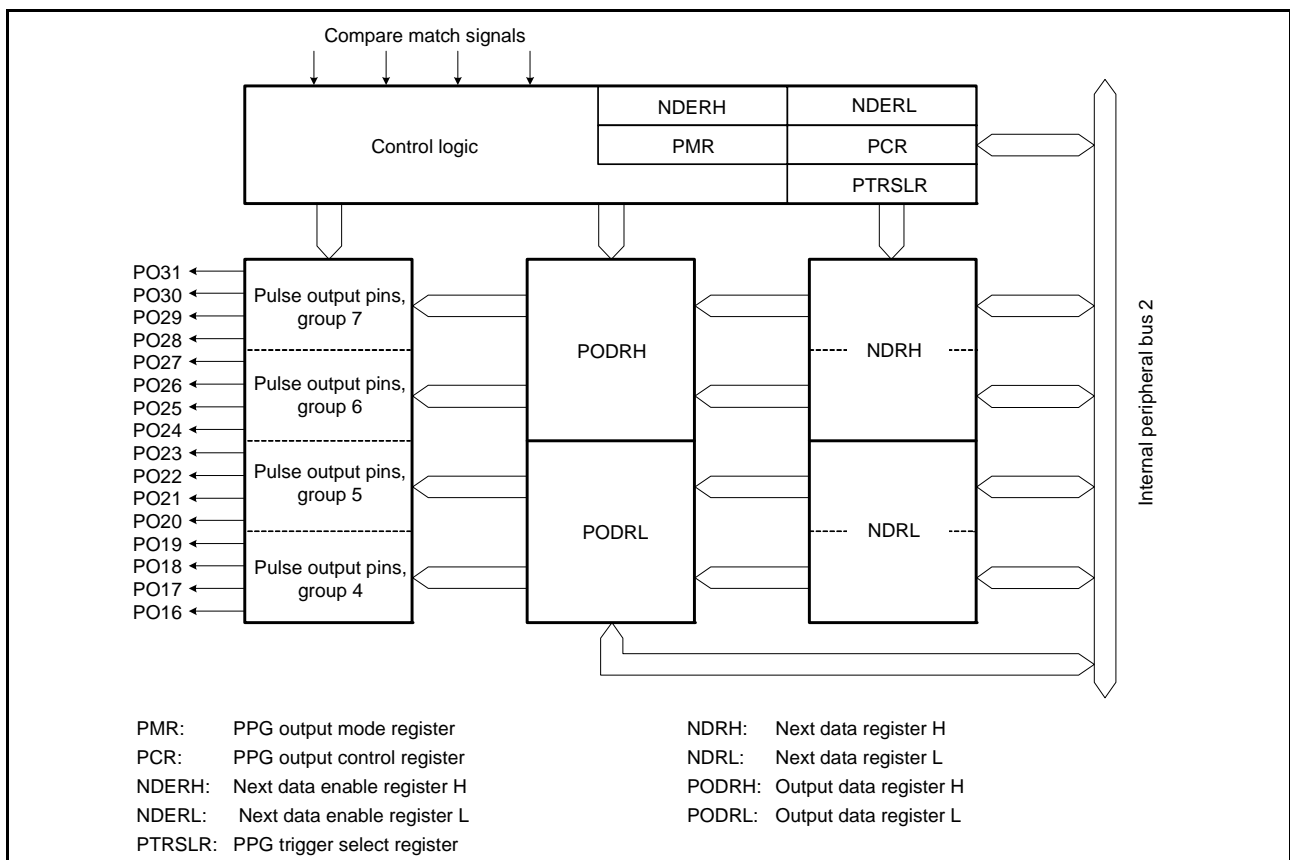 Compare match signals
NDERH
NDERL
Control logic
PMR
PCR
PTRSLR
PO31
PO30
PO29
PO28
PO27
PO26
PO25
PO24
PO23
PO22
PO21
PO20
PO19
PO18
PO17
PO16
Pulse output pins,
group 7
Pulse output pins,
group 6
Pulse output pins,
group 5
Pulse output pins,
group 4
PODRH
PODRL
NDRH
NDRL
Internal peripheral bus 2
PMR: PPG output mode register
PCR: PPG output control register
NDERH: Next data enable register H
NDERL: Next data enable register L
PTRSLR: PPG trigger select register
NDRH: Next data register H
NDRL: Next data register L
PODRH: Output data register H
PODRL: Output data register L